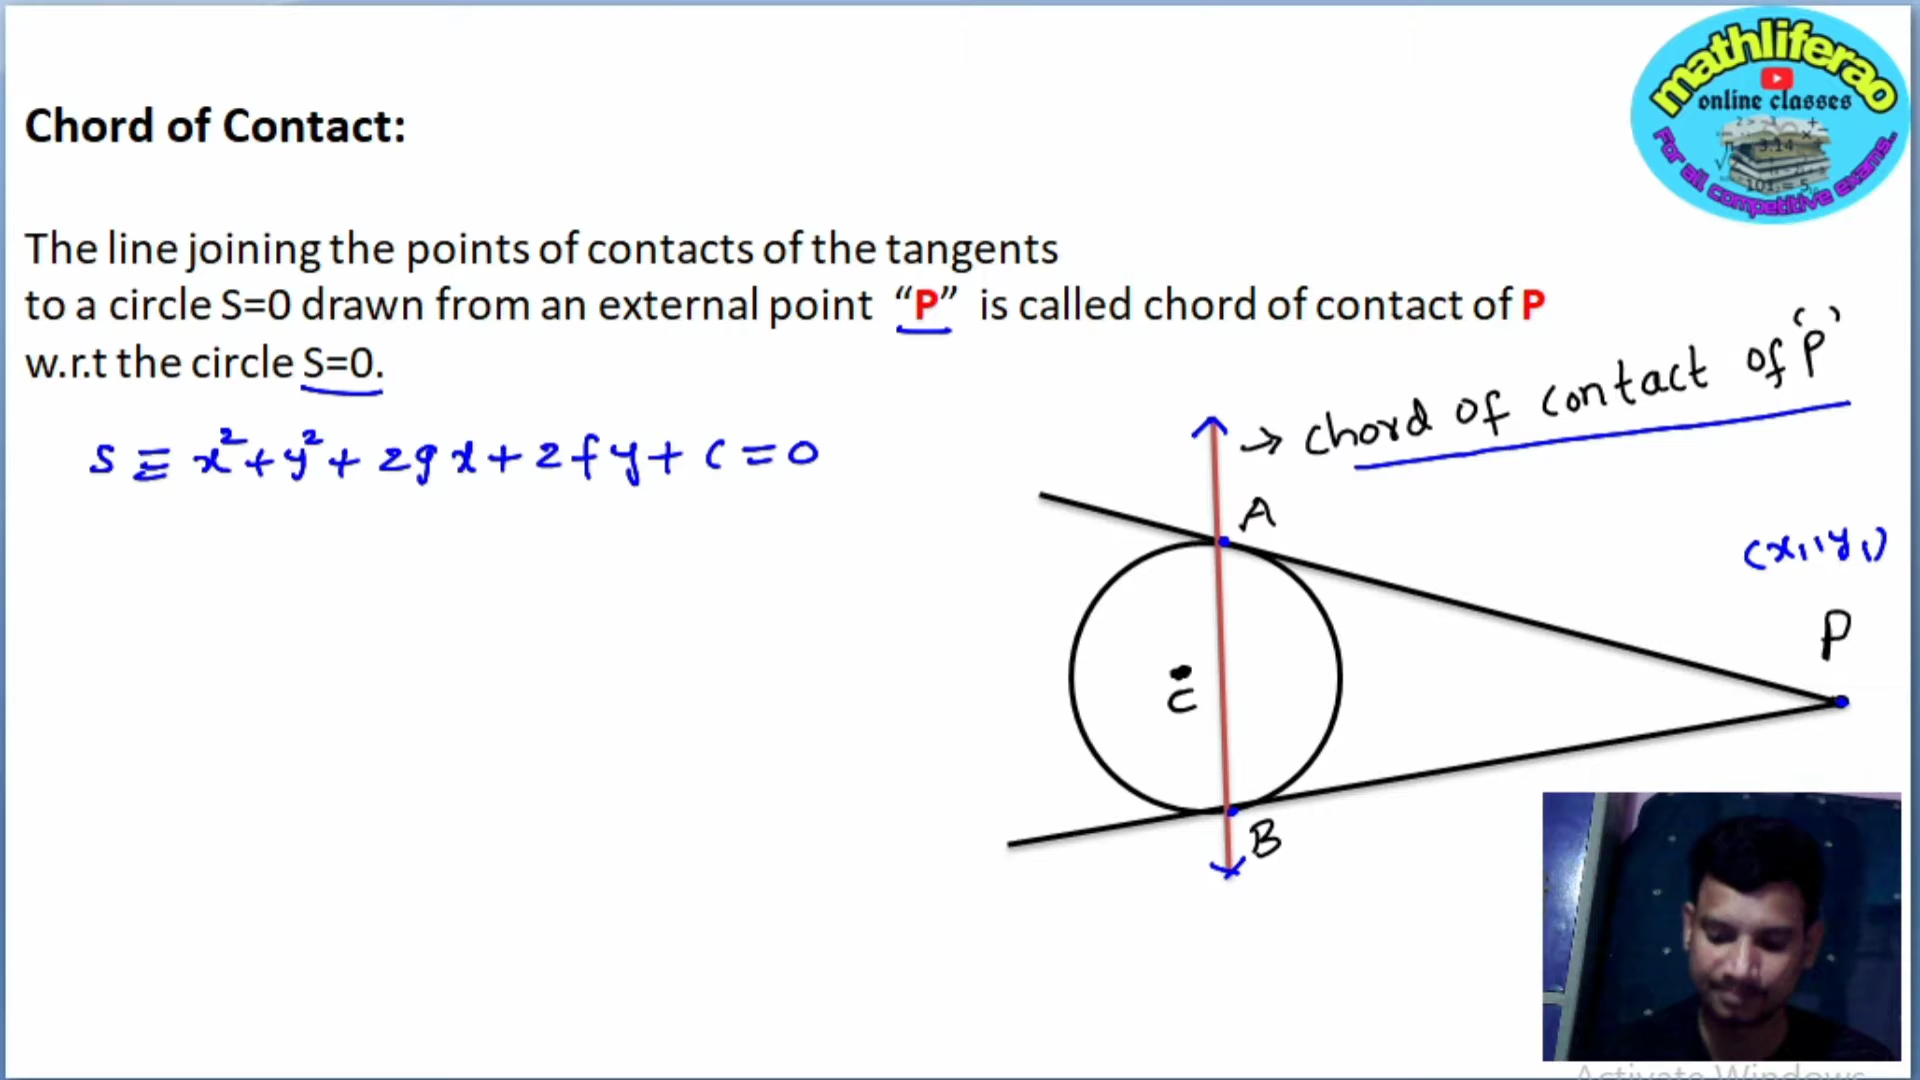 mathliferao
online classes
For all competitive exams..
Chord of Contact:
The line joining the points of contacts of the tangents
to a circle S=0 drawn from an external point “P” is called chord of contact of P
w.r.t the circle S=0.
→ chord of contact of 'P'
S ≡ x²+y²+2gx+2fy+c=0
A
(x₁,y₁)
P
C
B